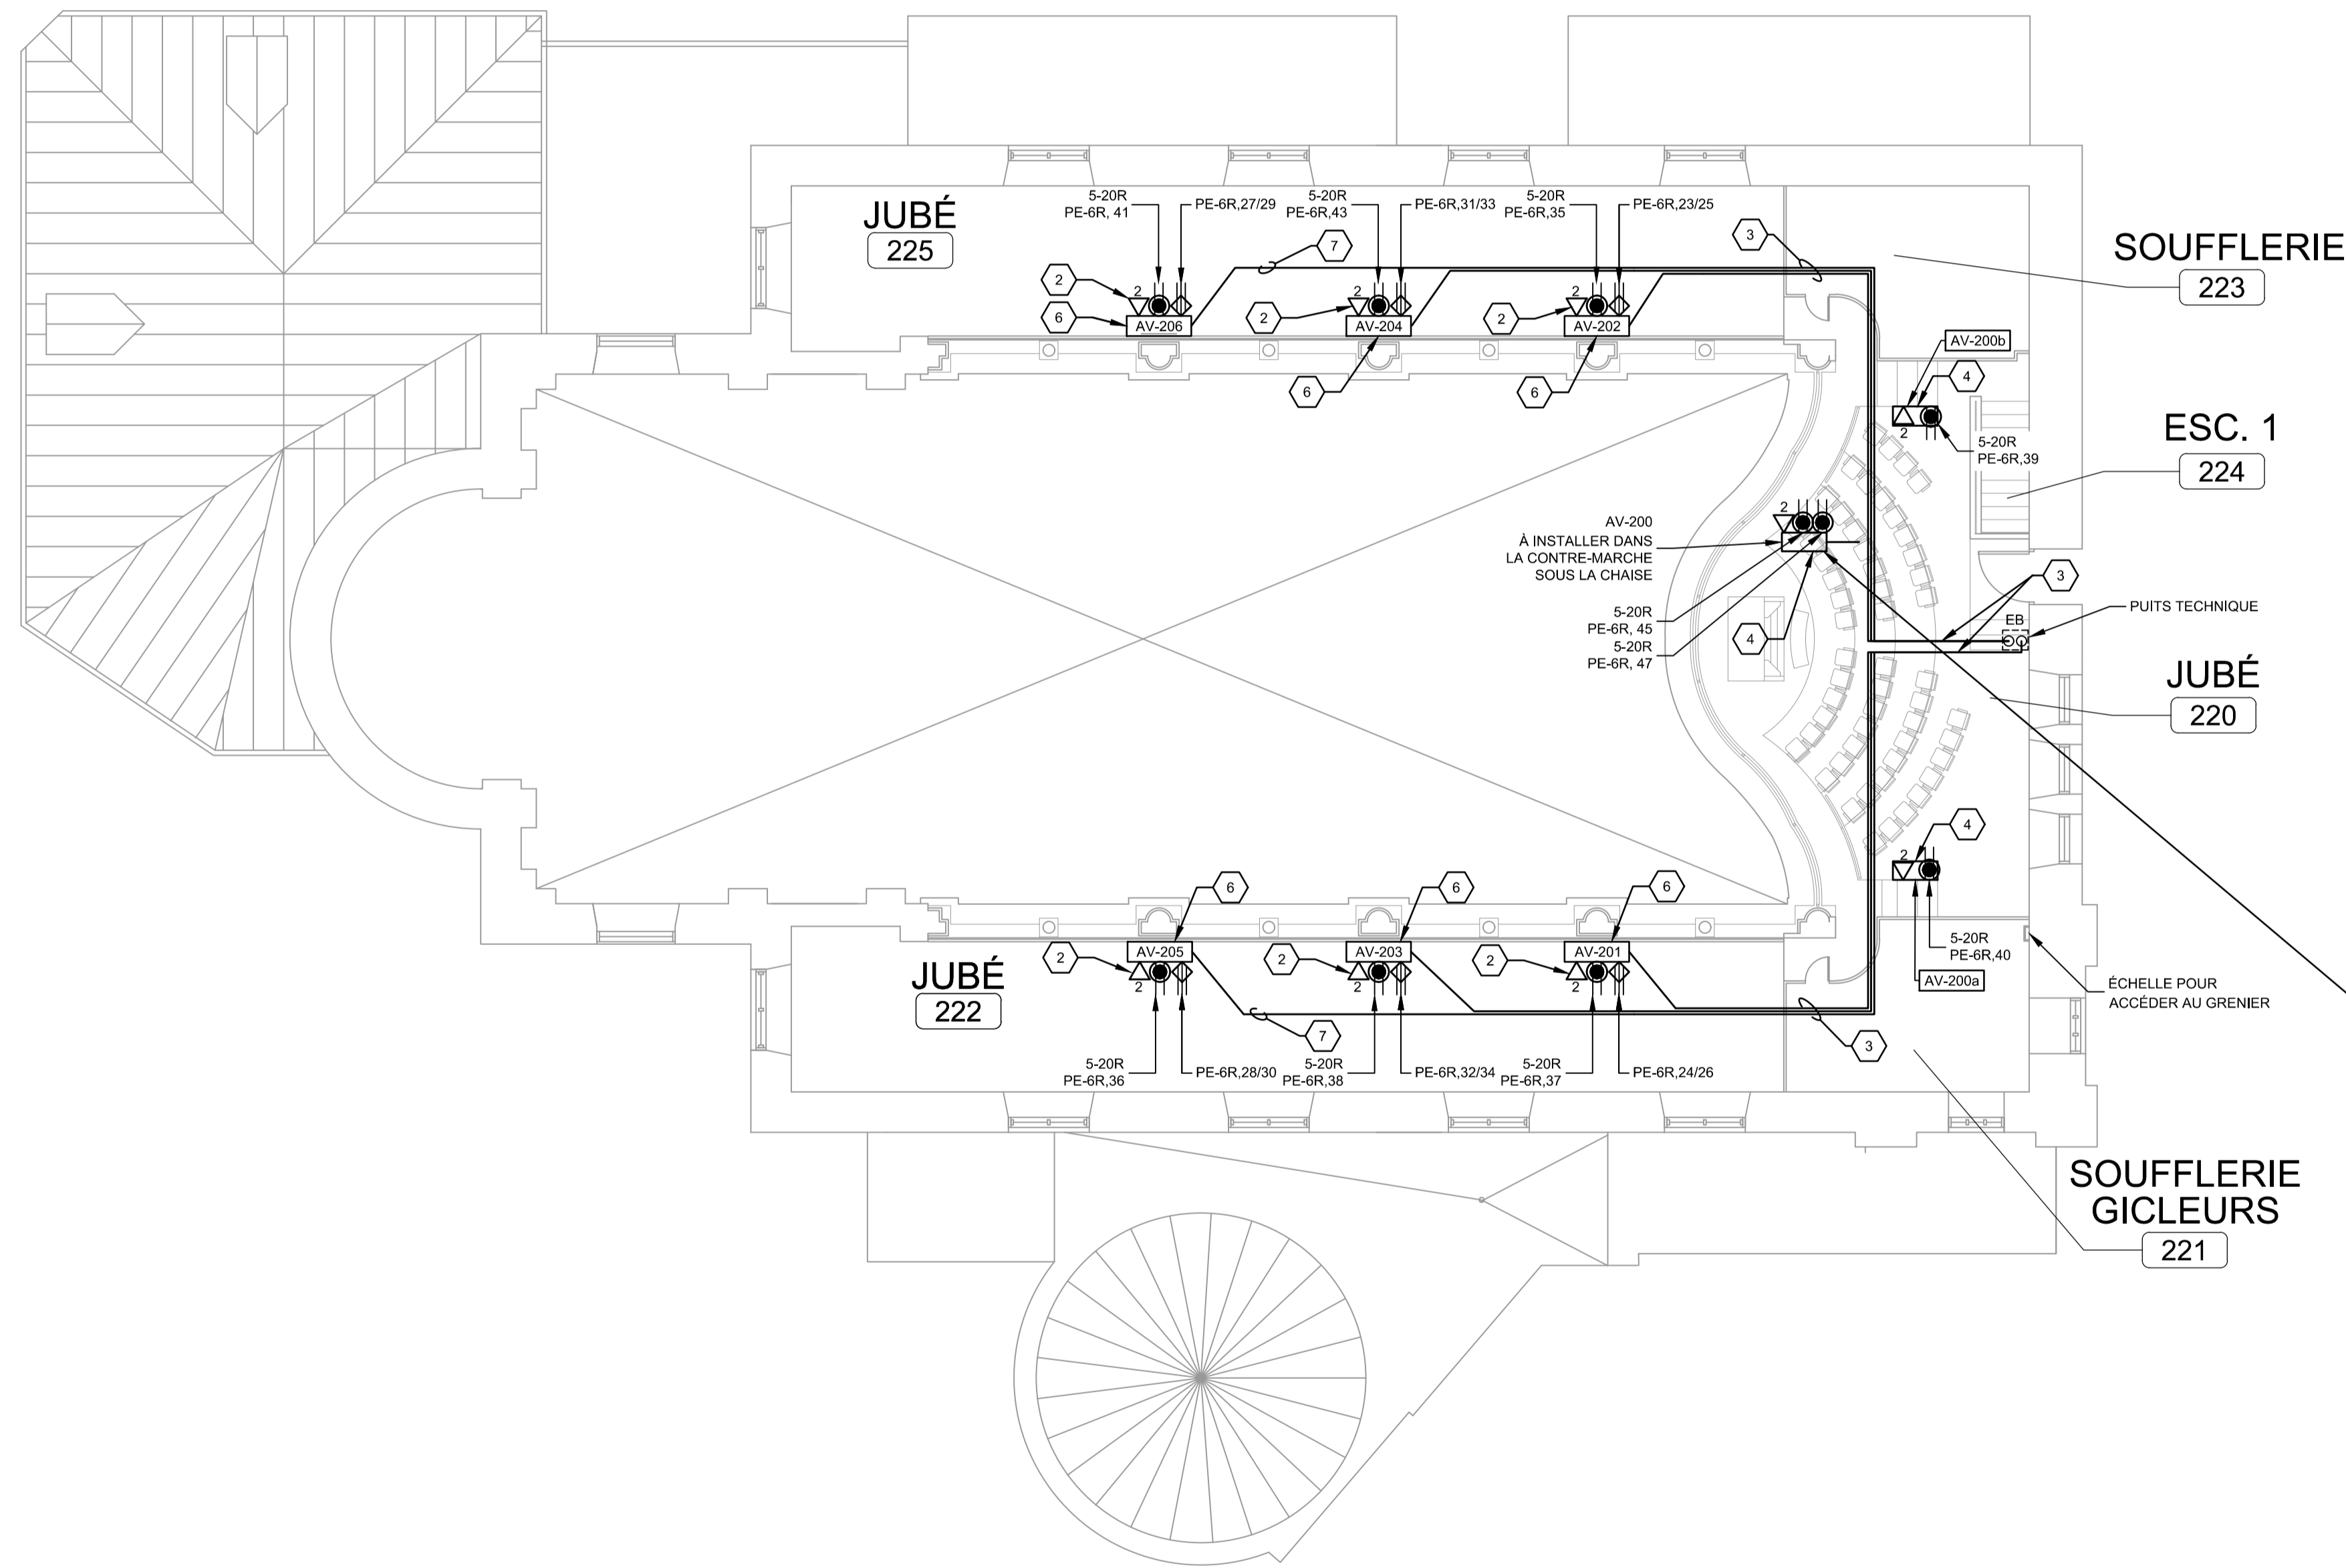 5-20R
PE-6R, 41
PE-6R,27/29
5-20R
PE-6R,43
PE-6R,31/33
5-20R
PE-6R,35
PE-6R,23/25
JUBÉ
225
7
3
SOUFFLERIE
223
2
2
2
2
2
2
6
AV-206
AV-204
AV-202
AV-200b
6
6
4
2
5-20R
PE-6R,39
ESC. 1
224
2
AV-200
À INSTALLER DANS
LA CONTRE-MARCHE
SOUS LA CHAISE
3
PUITS TECHNIQUE
EB
5-20R
PE-6R, 45
5-20R
PE-6R, 47
4
JUBÉ
220
4
2
6
6
6
AV-205
AV-203
AV-201
5-20R
PE-6R,40
AV-200a
JUBÉ
222
2
2
2
2
2
2
ÉCHELLE POUR
ACCÉDER AU GRENIER
7
3
5-20R
PE-6R,36
PE-6R,28/30
5-20R
PE-6R,38
PE-6R,32/34
5-20R
PE-6R,37
PE-6R,24/26
SOUFFLERIE
GICLEURS
221